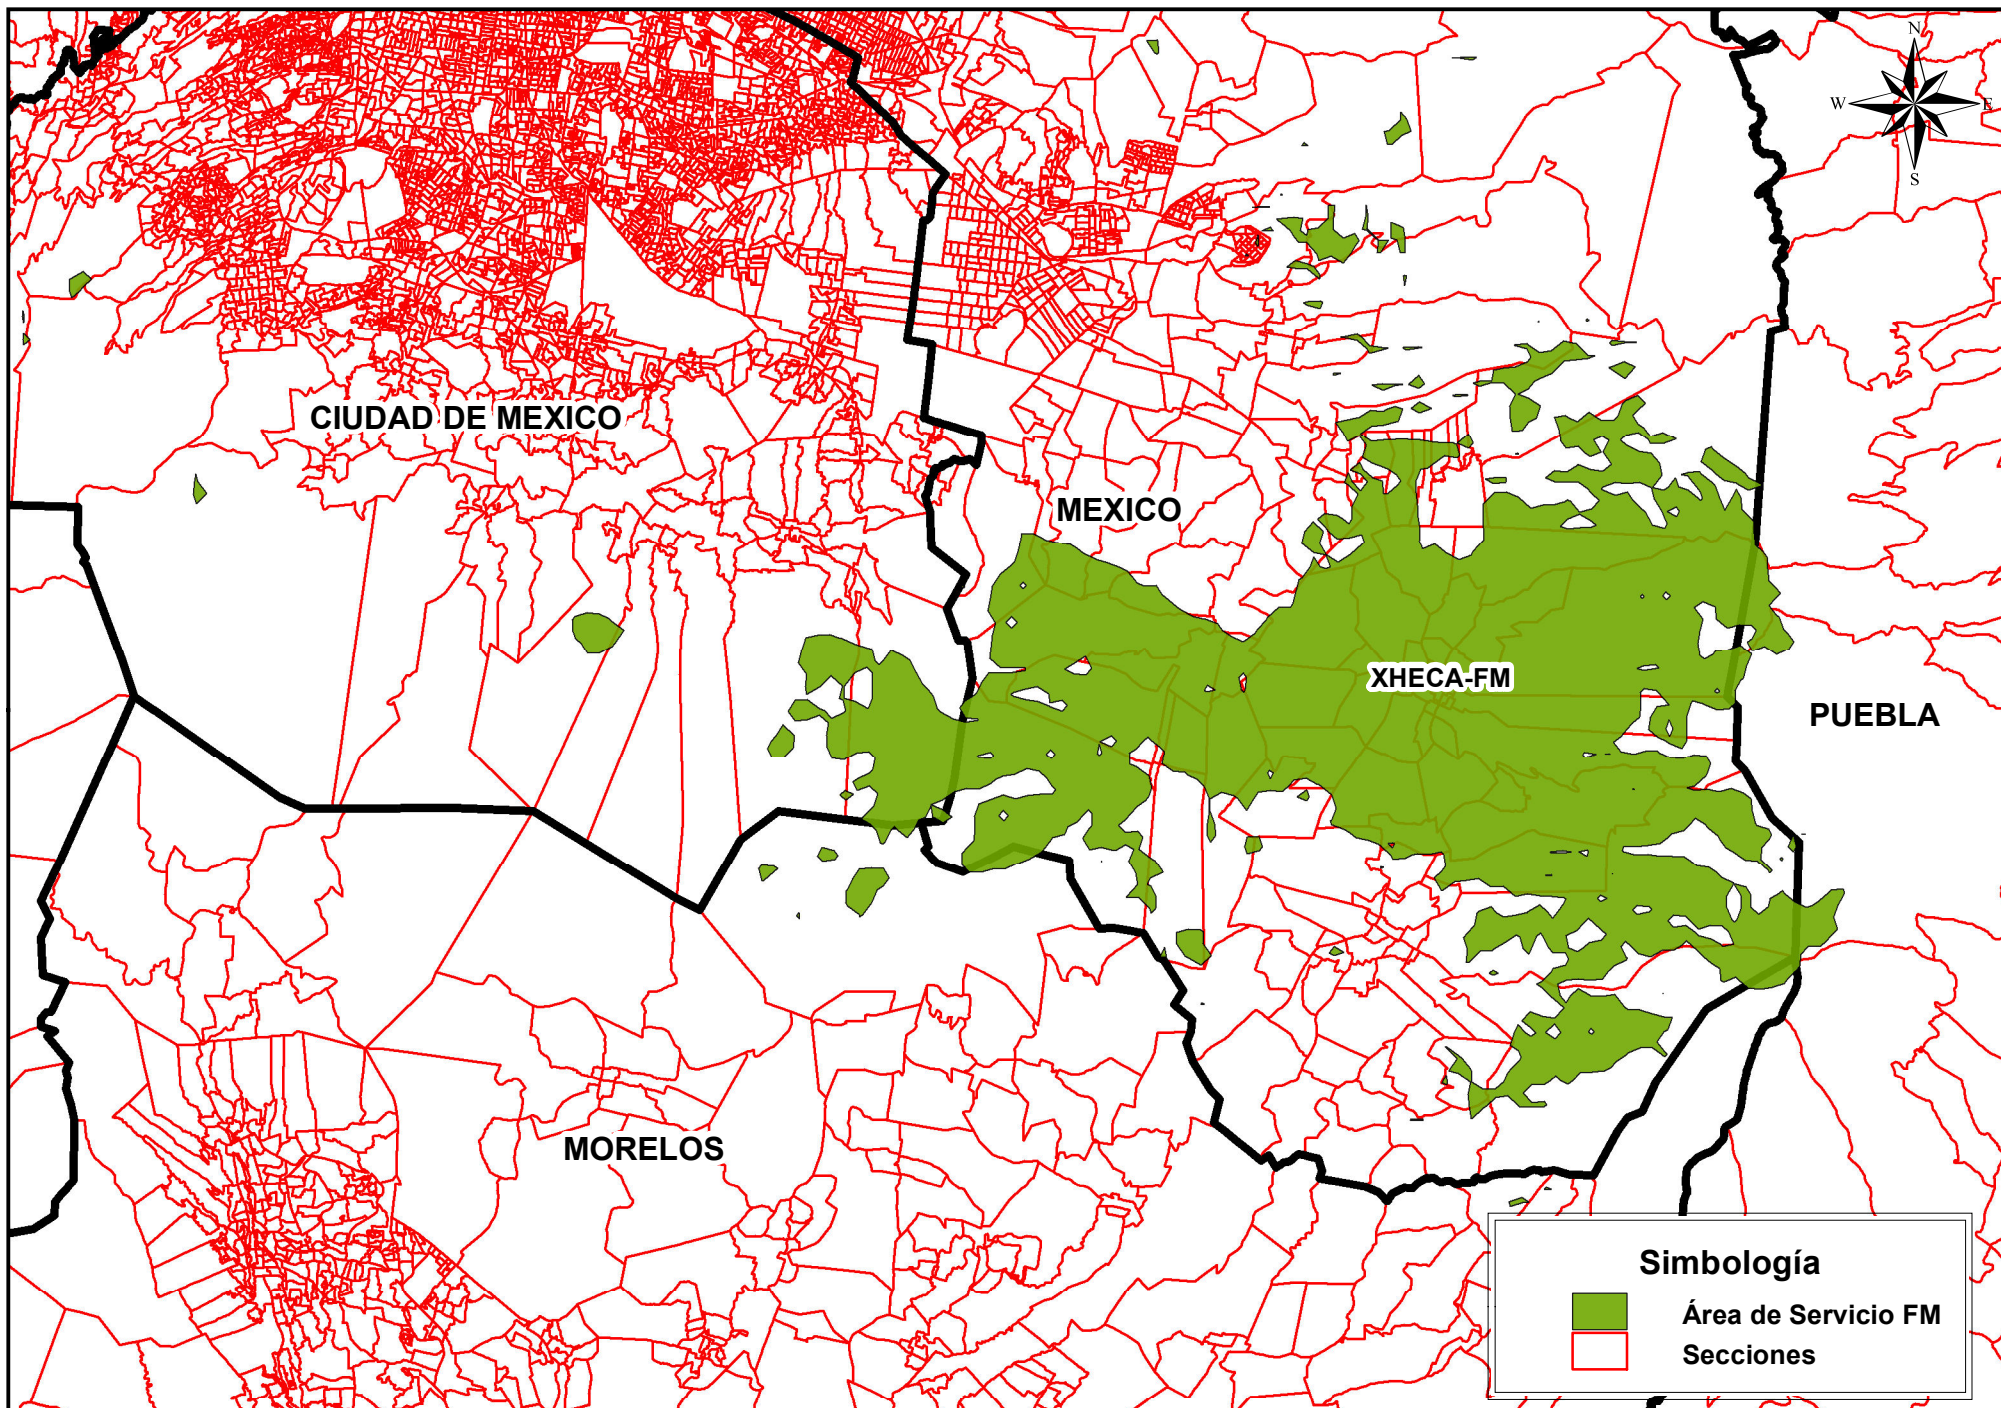 N
W
E
S
CIUDAD DE MEXICO
MEXICO
XHECA-FM
PUEBLA
MORELOS
Simbología
Área de Servicio FM
Secciones